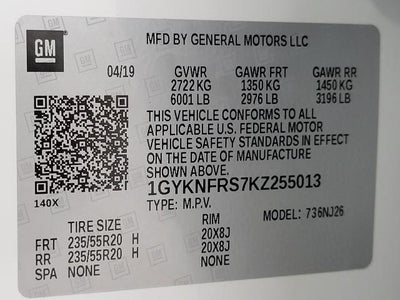 GM
MFD BY GENERAL MOTORS LLC
04/19 GVWR GAWR FRT GAWR RR
2722 KG 1350 KG 1450 KG
6001 LB 2976 LB 3196 LB
THIS VEHICLE CONFORMS TO ALL
APPLICABLE U.S. FEDERAL MOTOR
VEHICLE SAFETY STANDARDS IN EFFECT
ON THE DATE OF MANUFACTURE
SHOWN ABOVE.
140X
1GYKNFRS7KZ255013
TYPE: M.P.V. MODEL: 736NJ26
TIRE SIZE RIM
FRT 235/55R20 H 20X8J
RR 235/55R20 H 20X8J
SPA NONE NONE